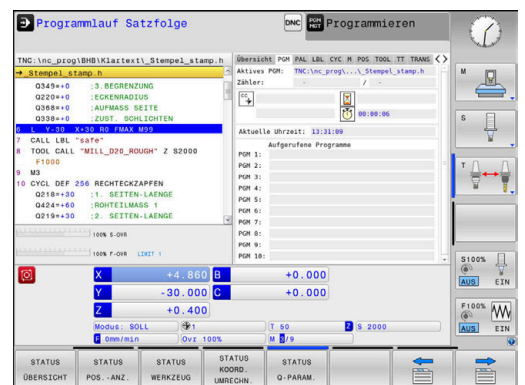 Programmlauf Satzfolge
DNC
PGM MGT
Programmieren
TNC:\nc_prog\BHB\Klartext\_Stempel_stamp.h
→_Stempel_stamp.h
Q349=+0 ;3.BEGRENZUNG
Q220=+0 ;ECKENRADIUS
Q368=+0 ;AUFMASS SEITE
Q338=+0 ;ZUST. SCHLICHTEN
6 L Y-30 X+30 R0 FMAX M99
7 CALL LBL "safe"
8 TOOL CALL "MILL_D20_ROUGH" Z S2000
F1000
9 M3
10 CYCL DEF 256 RECHTECKZAPFEN
Q218=+30 ;1. SEITEN-LAENGE
Q424=+60 ;ROHTEILMASS 1
Q219=+30 ;2. SEITEN-LAENGE
100% S-OVR
100% F-OVR LIMIT 1
Übersicht PGM PAL LBL CYC M POS TOOL TT TRANS
Aktives PGM: TNC:\nc_prog\...\_Stempel_stamp.h
Zähler: - / -
CC
00:00:06
Aktuelle Uhrzeit: 13:31:09
Aufgerufene Programme
PGM 1:
PGM 2:
PGM 3:
PGM 4:
PGM 5:
PGM 6:
PGM 7:
PGM 8:
PGM 9:
PGM 10:
X +4.860 B +0.000
Y -30.000 C +0.000
Z +0.400
Modus: SOLL 1 T 50 Z S 2000
F 0mm/min Ovr 100% M 5/9
M
S
T
S100%
AUS EIN
F100%
AUS EIN
STATUS ÜBERSICHT
STATUS POS.-ANZ.
STATUS WERKZEUG
STATUS KOORD. UMRECHN.
STATUS Q-PARAM.